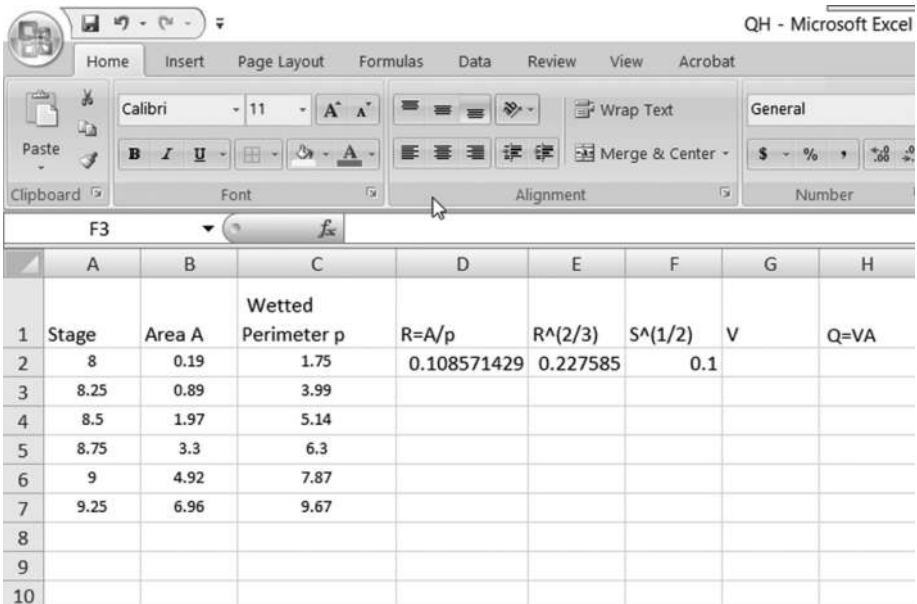 QH - Microsoft Excel
Home Insert Page Layout Formulas Data Review View Acrobat
Calibri 11 A A Wrap Text General
Paste B I U A Merge & Center $ % , .00 .0
Clipboard Font Alignment Number
F3 fx
A B C D E F G H
Wetted
1 Stage Area A Perimeter p R=A/p R^(2/3) S^(1/2) V Q=VA
2 8 0.19 1.75 0.108571429 0.227585 0.1
3 8.25 0.89 3.99
4 8.5 1.97 5.14
5 8.75 3.3 6.3
6 9 4.92 7.87
7 9.25 6.96 9.67
8
9
10